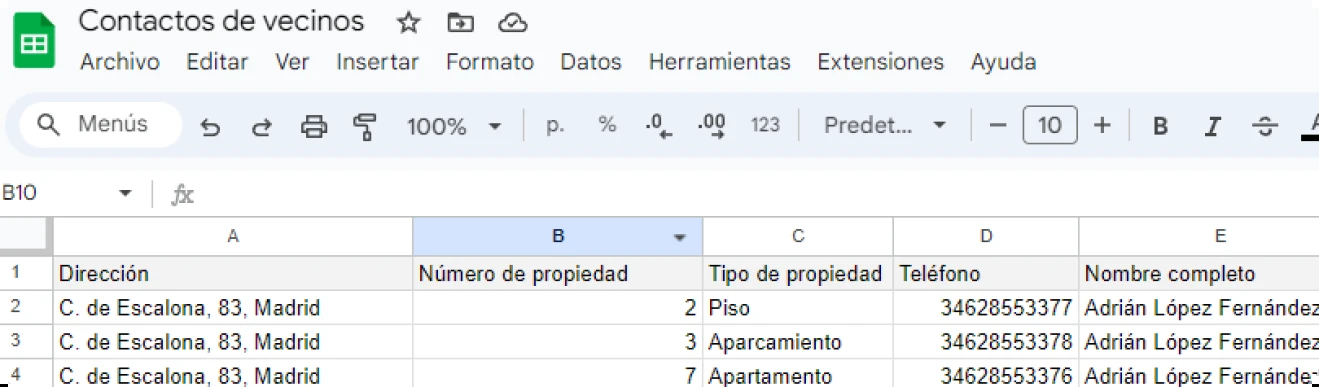 Contactos de vecinos
Archivo Editar Ver Insertar Formato Datos Herramientas Extensiones Ayuda
Menús 100% p. % .0 .00 123 Predet... 10 B I A
B10 fx
A B C D E
1 Dirección Número de propiedad Tipo de propiedad Teléfono Nombre completo
2 C. de Escalona, 83, Madrid 2 Piso 34628553377 Adrián López Fernández
3 C. de Escalona, 83, Madrid 3 Aparcamiento 34628553378 Adrián López Fernández
4 C. de Escalona, 83, Madrid 7 Apartamento 34628553376 Adrián López Fernández